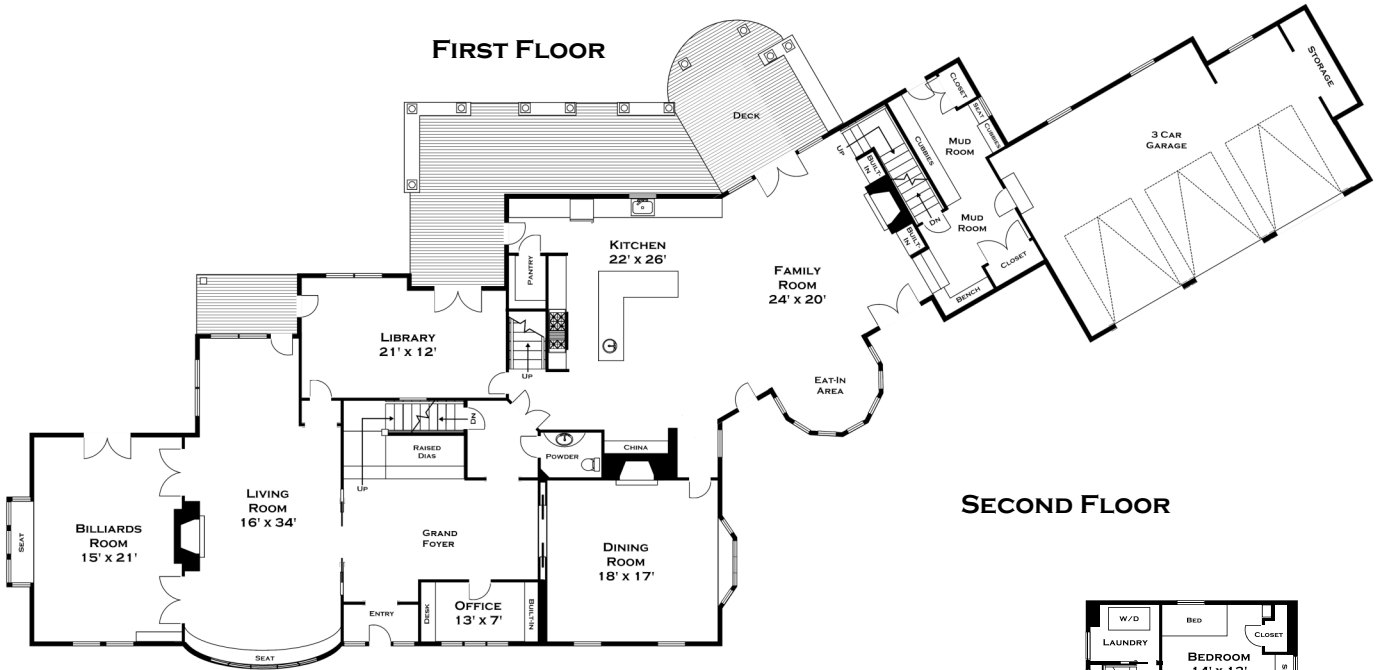 FIRST FLOOR
DECK
CLOSET
SEAT
CUBBIES
STORAGE
3 CAR
GARAGE
MUD
ROOM
CUBBIES
UP
BUILT-
IN
DN
MUD
ROOM
BUILT-
IN
CLOSET
BENCH
KITCHEN
22' x 26'
PANTRY
FAMILY
ROOM
24' x 20'
LIBRARY
21' x 12'
UP
EAT-IN
AREA
DN
RAISED
DIAS
UP
POWDER
CHINA
LIVING
ROOM
16' x 34'
BILLIARDS
ROOM
15' x 21'
SEAT
GRAND
FOYER
DINING
ROOM
18' x 17'
ENTRY
DESK
OFFICE
13' x 7'
BUILT-IN
SEAT
SECOND FLOOR
W/D
BED
LAUNDRY
CLOSET
BEDROOM